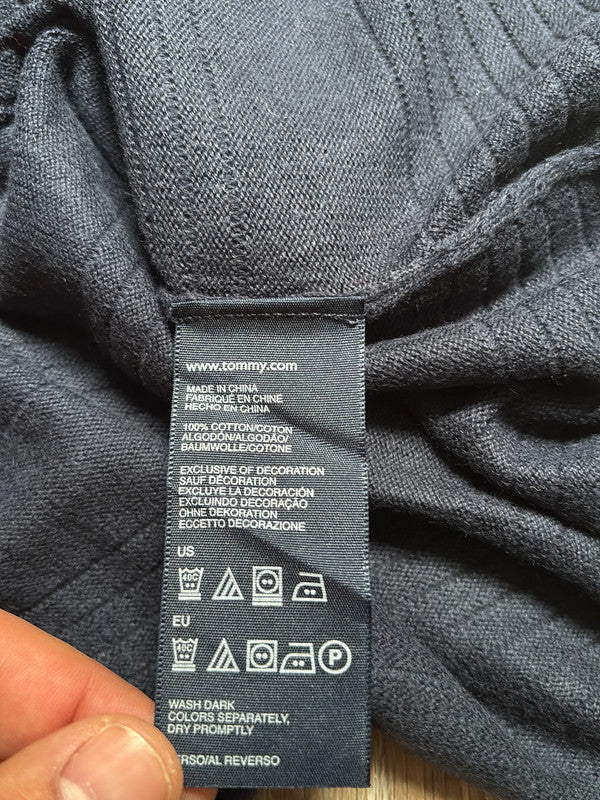 www.tommy.com
MADE IN CHINA
FABRIQUÉ EN CHINE
HECHO EN CHINA
100% COTTON/COTON
ALGODÓN/ALGODÃO/
BAUMWOLLE/COTONE
EXCLUSIVE OF DECORATION
SAUF DÉCORATION
EXCLUYE LA DECORACIÓN
EXCLUINDO DECORAÇÃO
OHNE DEKORATION
ECCETTO DECORAZIONE
US
40C
EU
40C P
WASH DARK
COLORS SEPARATELY,
DRY PROMPTLY
AL REVERSO